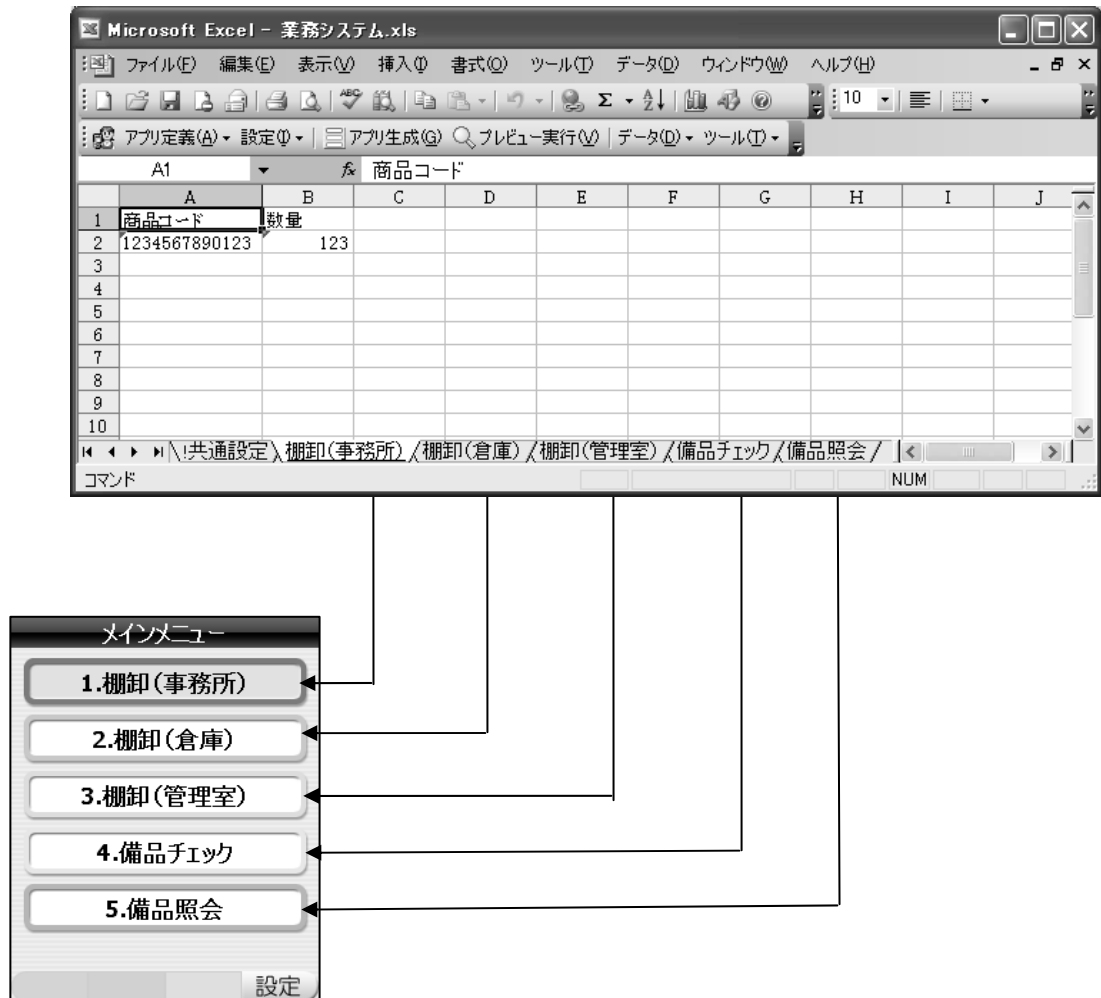 Microsoft Excel - 業務システム.xls
ファイル(F) 編集(E) 表示(V) 挿入(I) 書式(O) ツール(T) データ(D) ウィンドウ(W) ヘルプ(H)
ABC Σ A Z 10
アプリ定義(A) 設定(I) アプリ生成(G) プレビュー実行(V) データ(D) ツール(T)
A1 fx 商品コード
A B C D E F G H I J
1 商品コード 数量
2 1234567890123 123
3
4
5
6
7
8
9
10
!共通設定 棚卸(事務所) 棚卸(倉庫) 棚卸(管理室) 備品チェック 備品照会
コマンド NUM
メインメニュー
1.棚卸(事務所)
2.棚卸(倉庫)
3.棚卸(管理室)
4.備品チェック
5.備品照会
設定